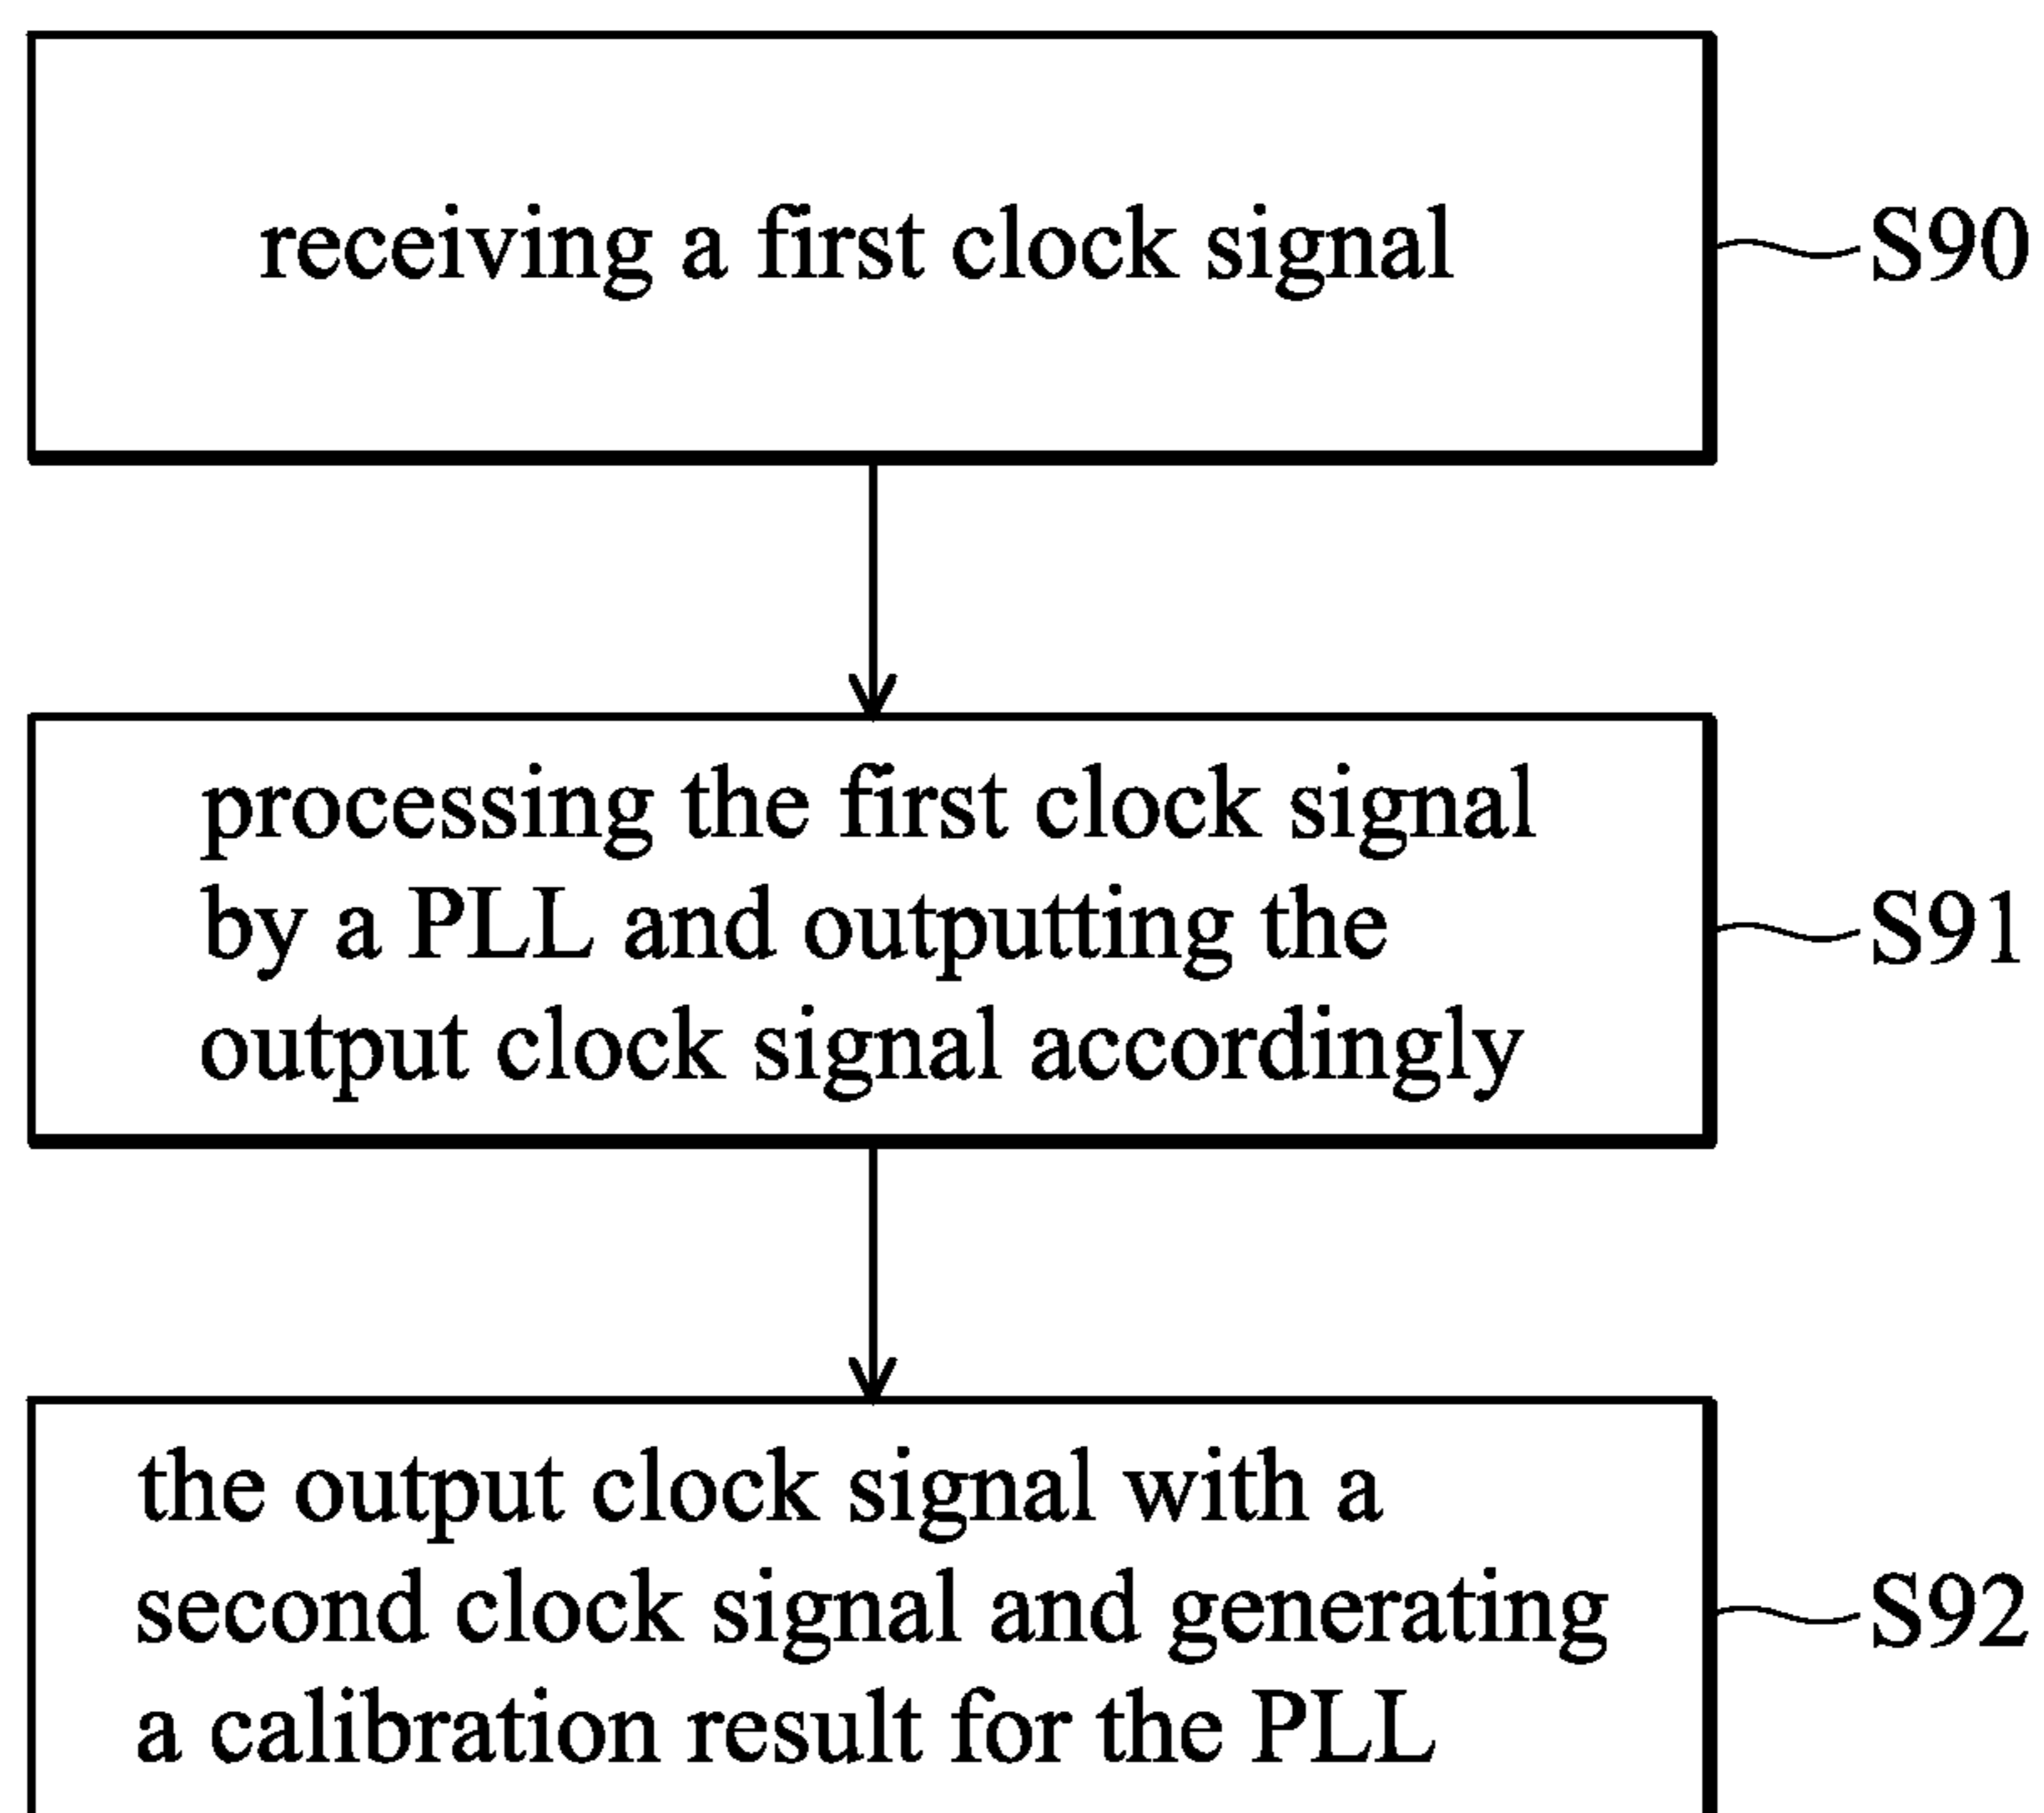 receiving a first clock signal
S90
processing the first clock signal
by a PLL and outputting the
output clock signal accordingly
S91
the output clock signal with a
second clock signal and generating
a calibration result for the PLL
S92